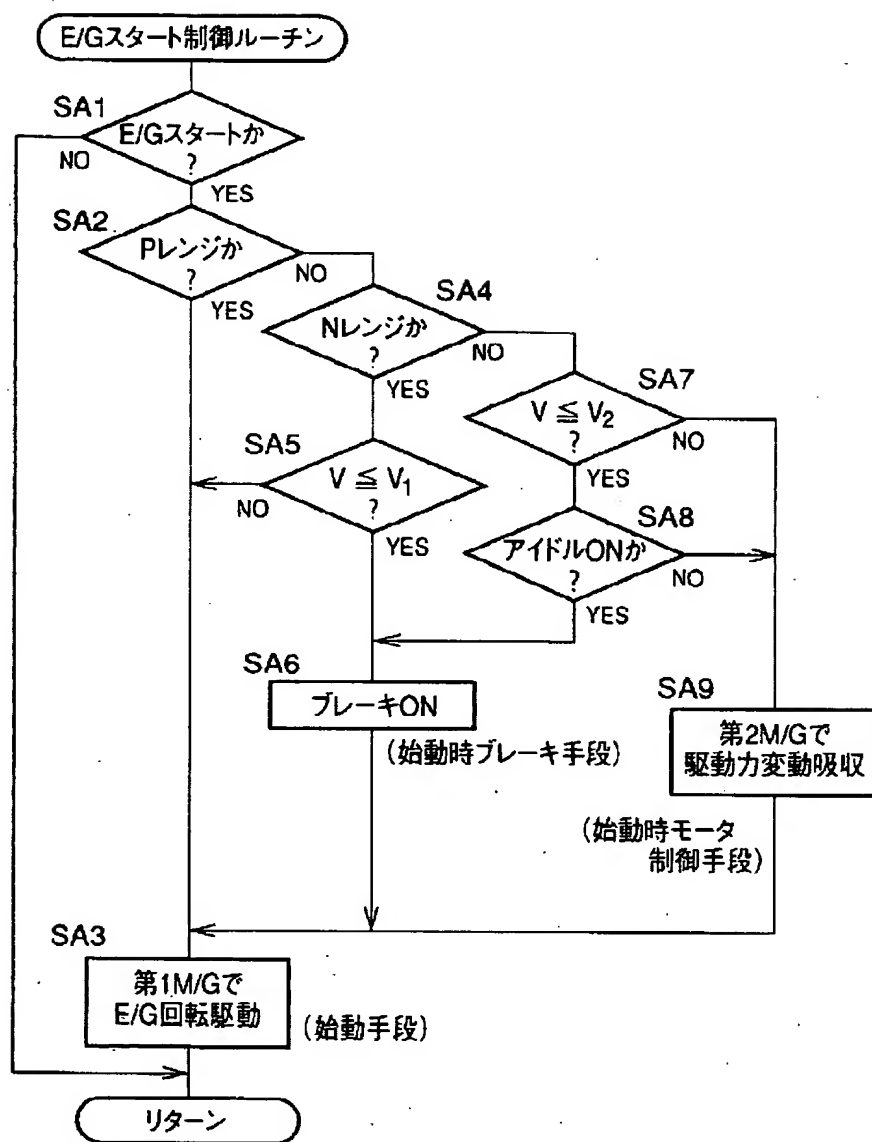 E/Gスタート制御ルーチン
SA1
E/Gスタートか
?
NO
YES
SA2
Pレンジか
?
NO
YES
SA4
Nレンジか
?
NO
YES
SA7
V ≦ V2
?
NO
YES
SA5
V ≦ V1
?
NO
YES
SA8
アイドルONか
?
NO
YES
SA6
ブレーキON
(始動時ブレーキ手段)
SA9
第2M/Gで
駆動力変動吸収
(始動時モータ
制御手段)
SA3
第1M/Gで
E/G回転駆動
(始動手段)
リターン